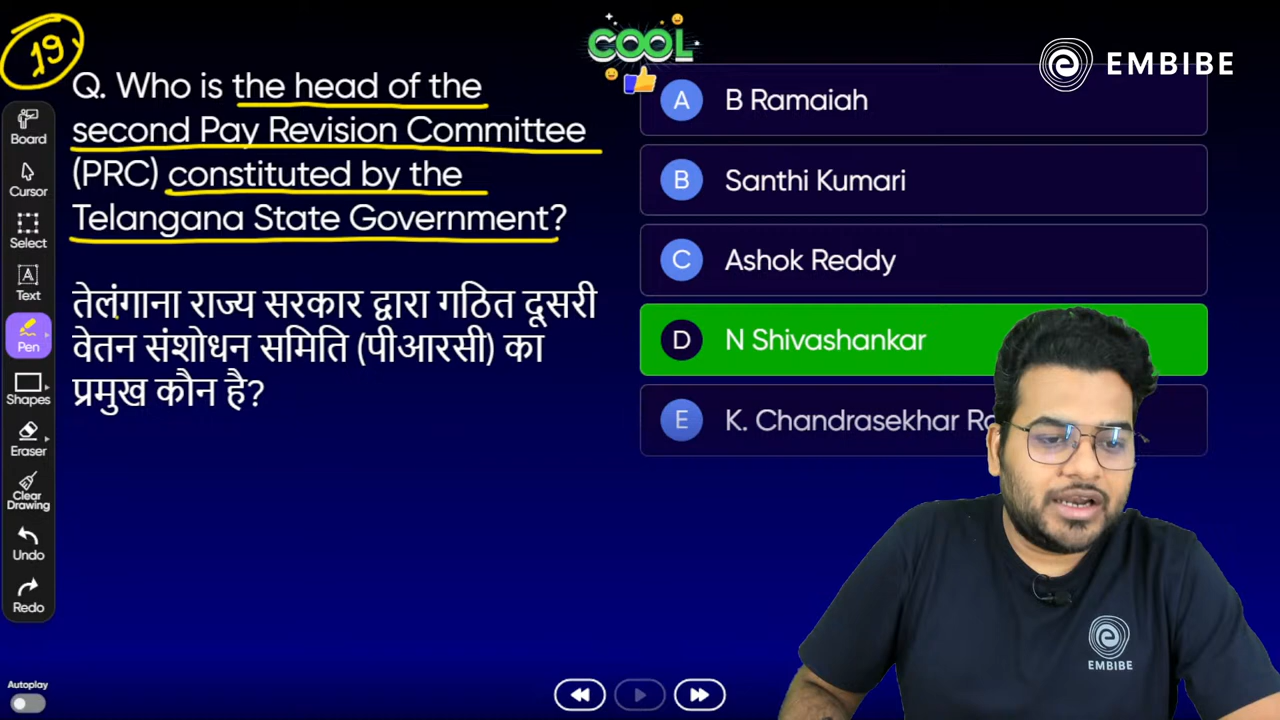 19
COOL
EMBIBE
Q. Who is the head of the
second Pay Revision Committee
(PRC) constituted by the
Telangana State Government?
तेलंगाना राज्य सरकार द्वारा गठित दूसरी
वेतन संशोधन समिति (पीआरसी) का
प्रमुख कौन है?
A B Ramaiah
B Santhi Kumari
C Ashok Reddy
D N Shivashankar
E K. Chandrasekhar
Board
Cursor
Select
Text
Pen
Shapes
Eraser
Clear
Drawing
Undo
Redo
Autoplay
EMBIBE